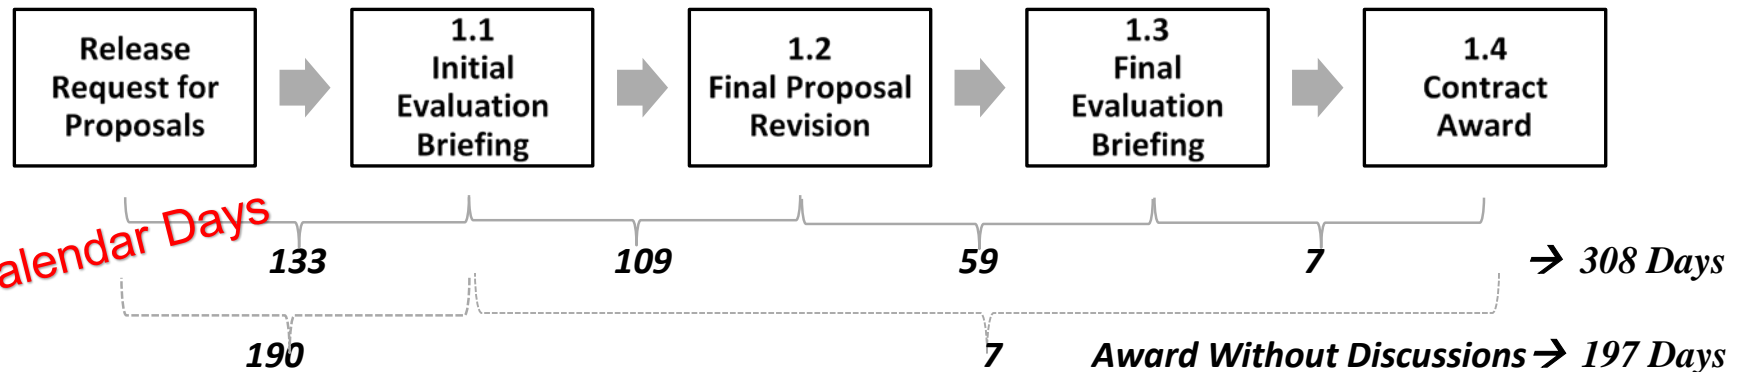 Release
Request for
Proposals
1.1
Initial
Evaluation
Briefing
1.2
Final Proposal
Revision
1.3
Final
Evaluation
Briefing
1.4
Contract
Award
alendar Days
133
109
59
7
→ 308 Days
190
7
Award Without Discussions → 197 Days